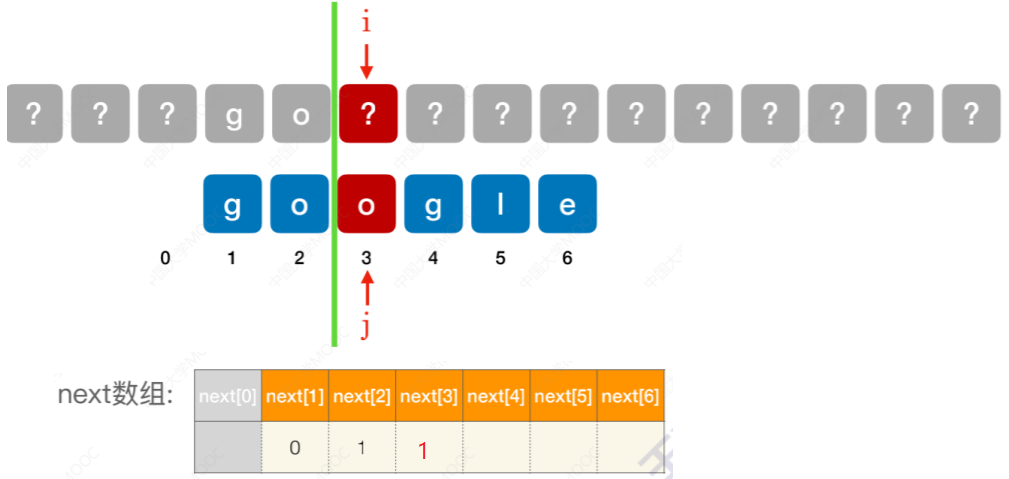 i
? ? ? g o ? ? ? ? ? ? ? ? ? ?
g o o g l e
0 1 2 3 4 5 6
j
next数组: next[0] next[1] next[2] next[3] next[4] next[5] next[6]
0 1 1